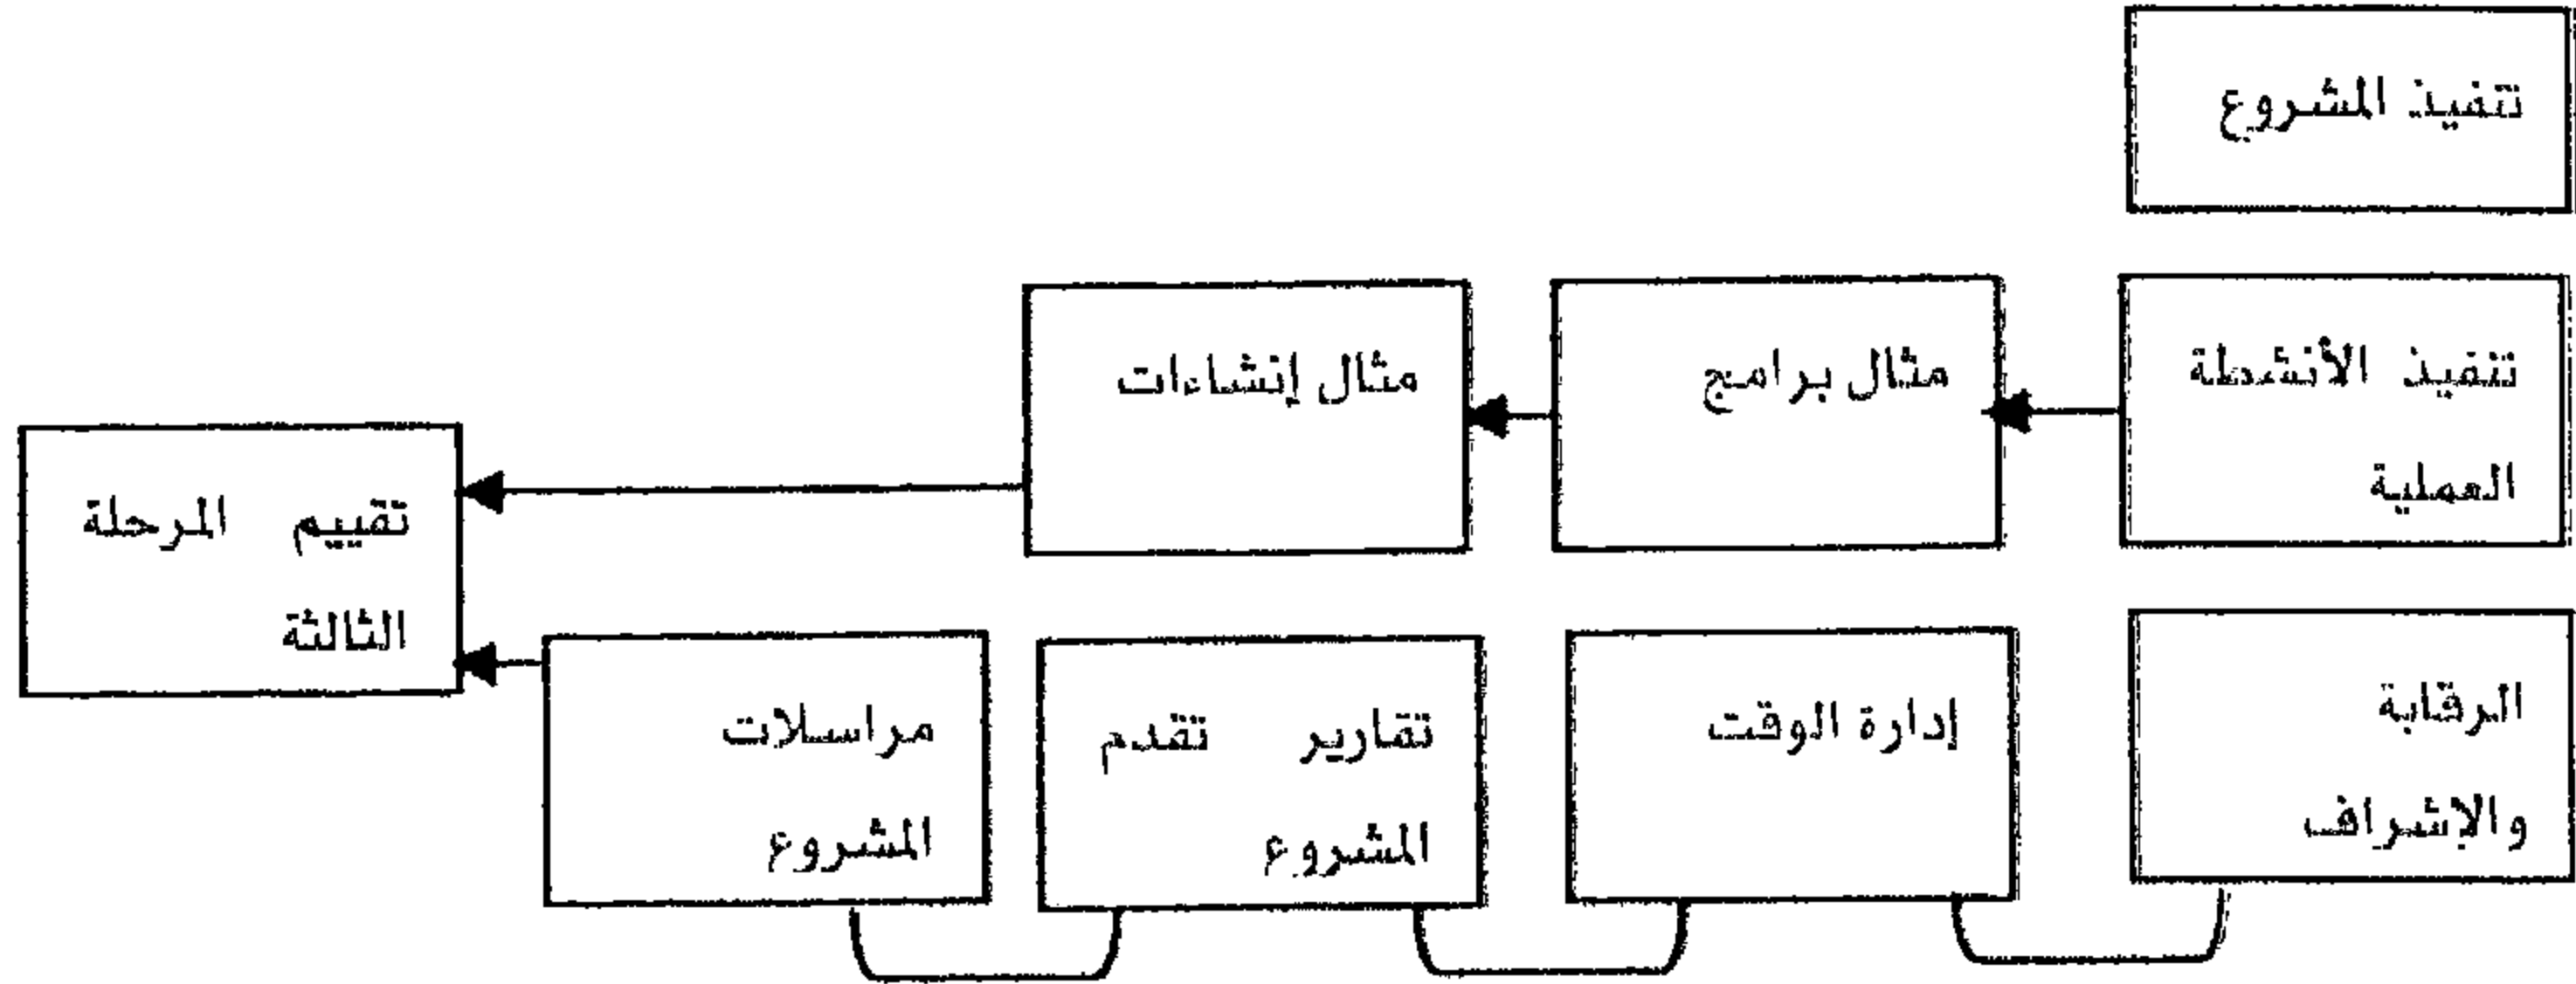 تنفيذ المشروع
تنفيذ الأنشطة
العملية
مثال برامج
مثال إنشاءات
تقييم المرحلة
الثالثة
الرقابة
والإشراف
إدارة الوقت
تقارير تقدم
المشروع
مراسلات
المشروع